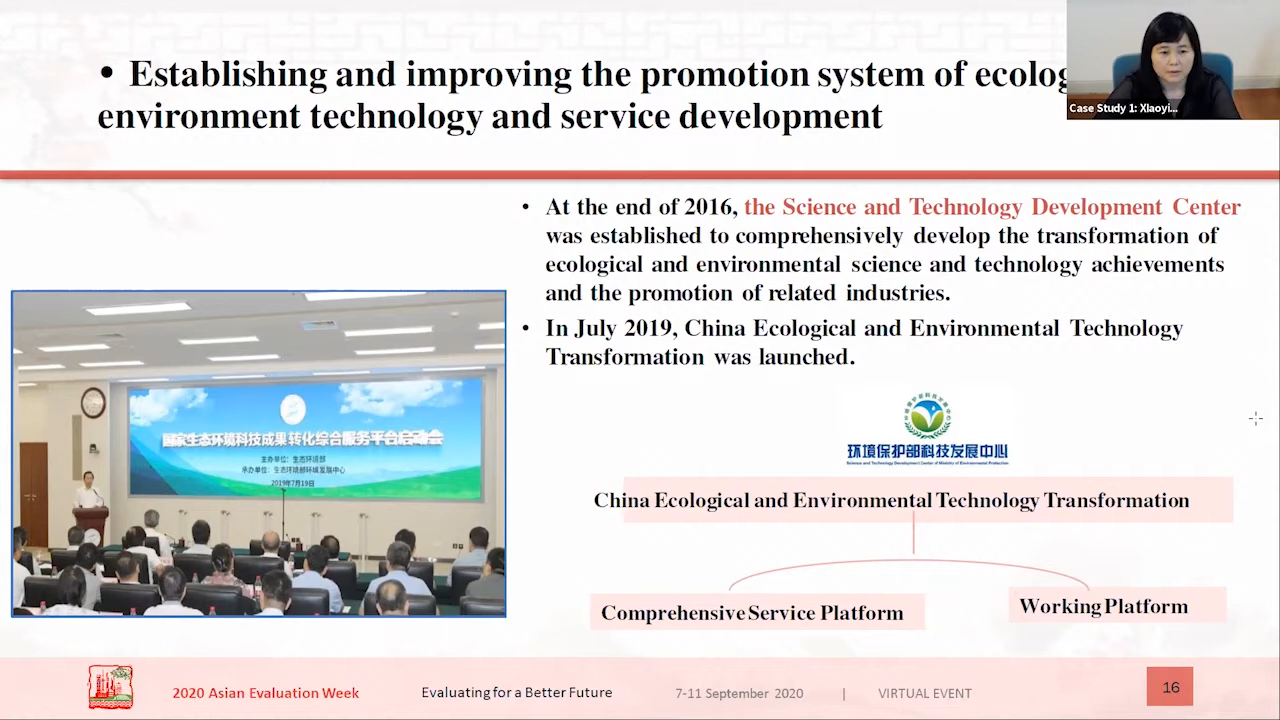 • Establishing and improving the promotion system of ecolog
environment technology and service development
Case Study 1: XIaoyi...
• At the end of 2016, the Science and Technology Development Center
was established to comprehensively develop the transformation of
ecological and environmental science and technology achievements
and the promotion of related industries.
• In July 2019, China Ecological and Environmental Technology
Transformation was launched.
国家生态环境科技成果转化综合服务平台启动会
主办单位：生态环境部
承办单位：生态环境部环境发展中心
2019年7月19日
环境保护部科技发展中心
Science and Technology Development Center of Ministry of Environmental Protection
China Ecological and Environmental Technology Transformation
Comprehensive Service Platform
Working Platform
2020 Asian Evaluation Week
Evaluating for a Better Future
7-11 September 2020 | VIRTUAL EVENT
16